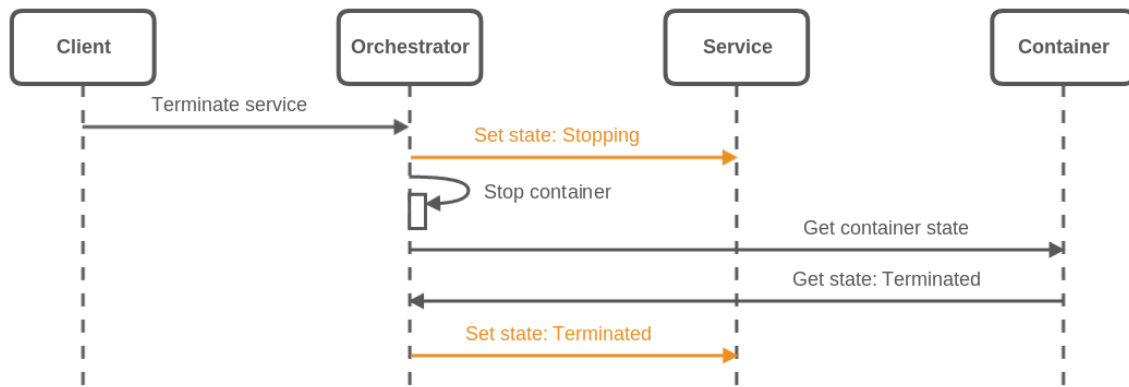 Client
Orchestrator
Service
Container
Terminate service
Set state: Stopping
Stop container
Get container state
Get state: Terminated
Set state: Terminated